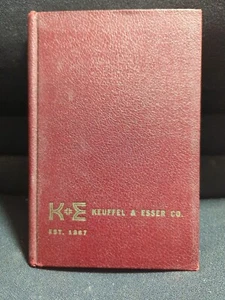 K+E KEUFFEL & ESSER CO.
EST. 1867